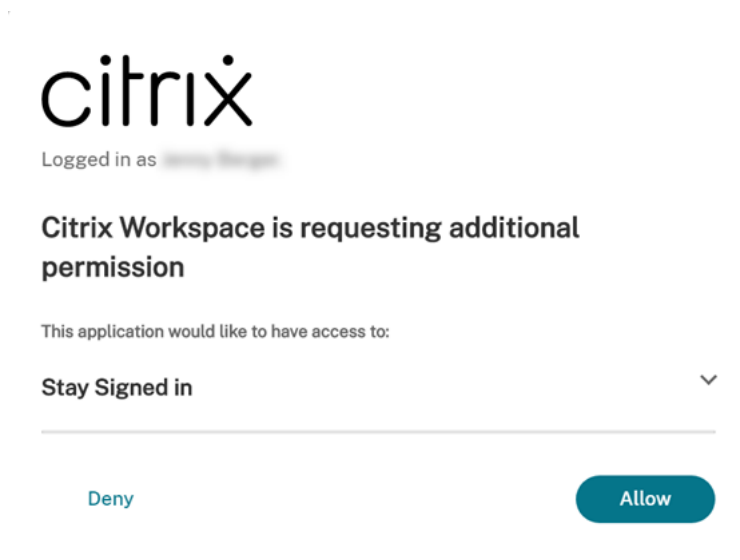 citrix
Logged in as
Citrix Workspace is requesting additional
permission
This application would like to have access to:
Stay Signed in
Deny
Allow